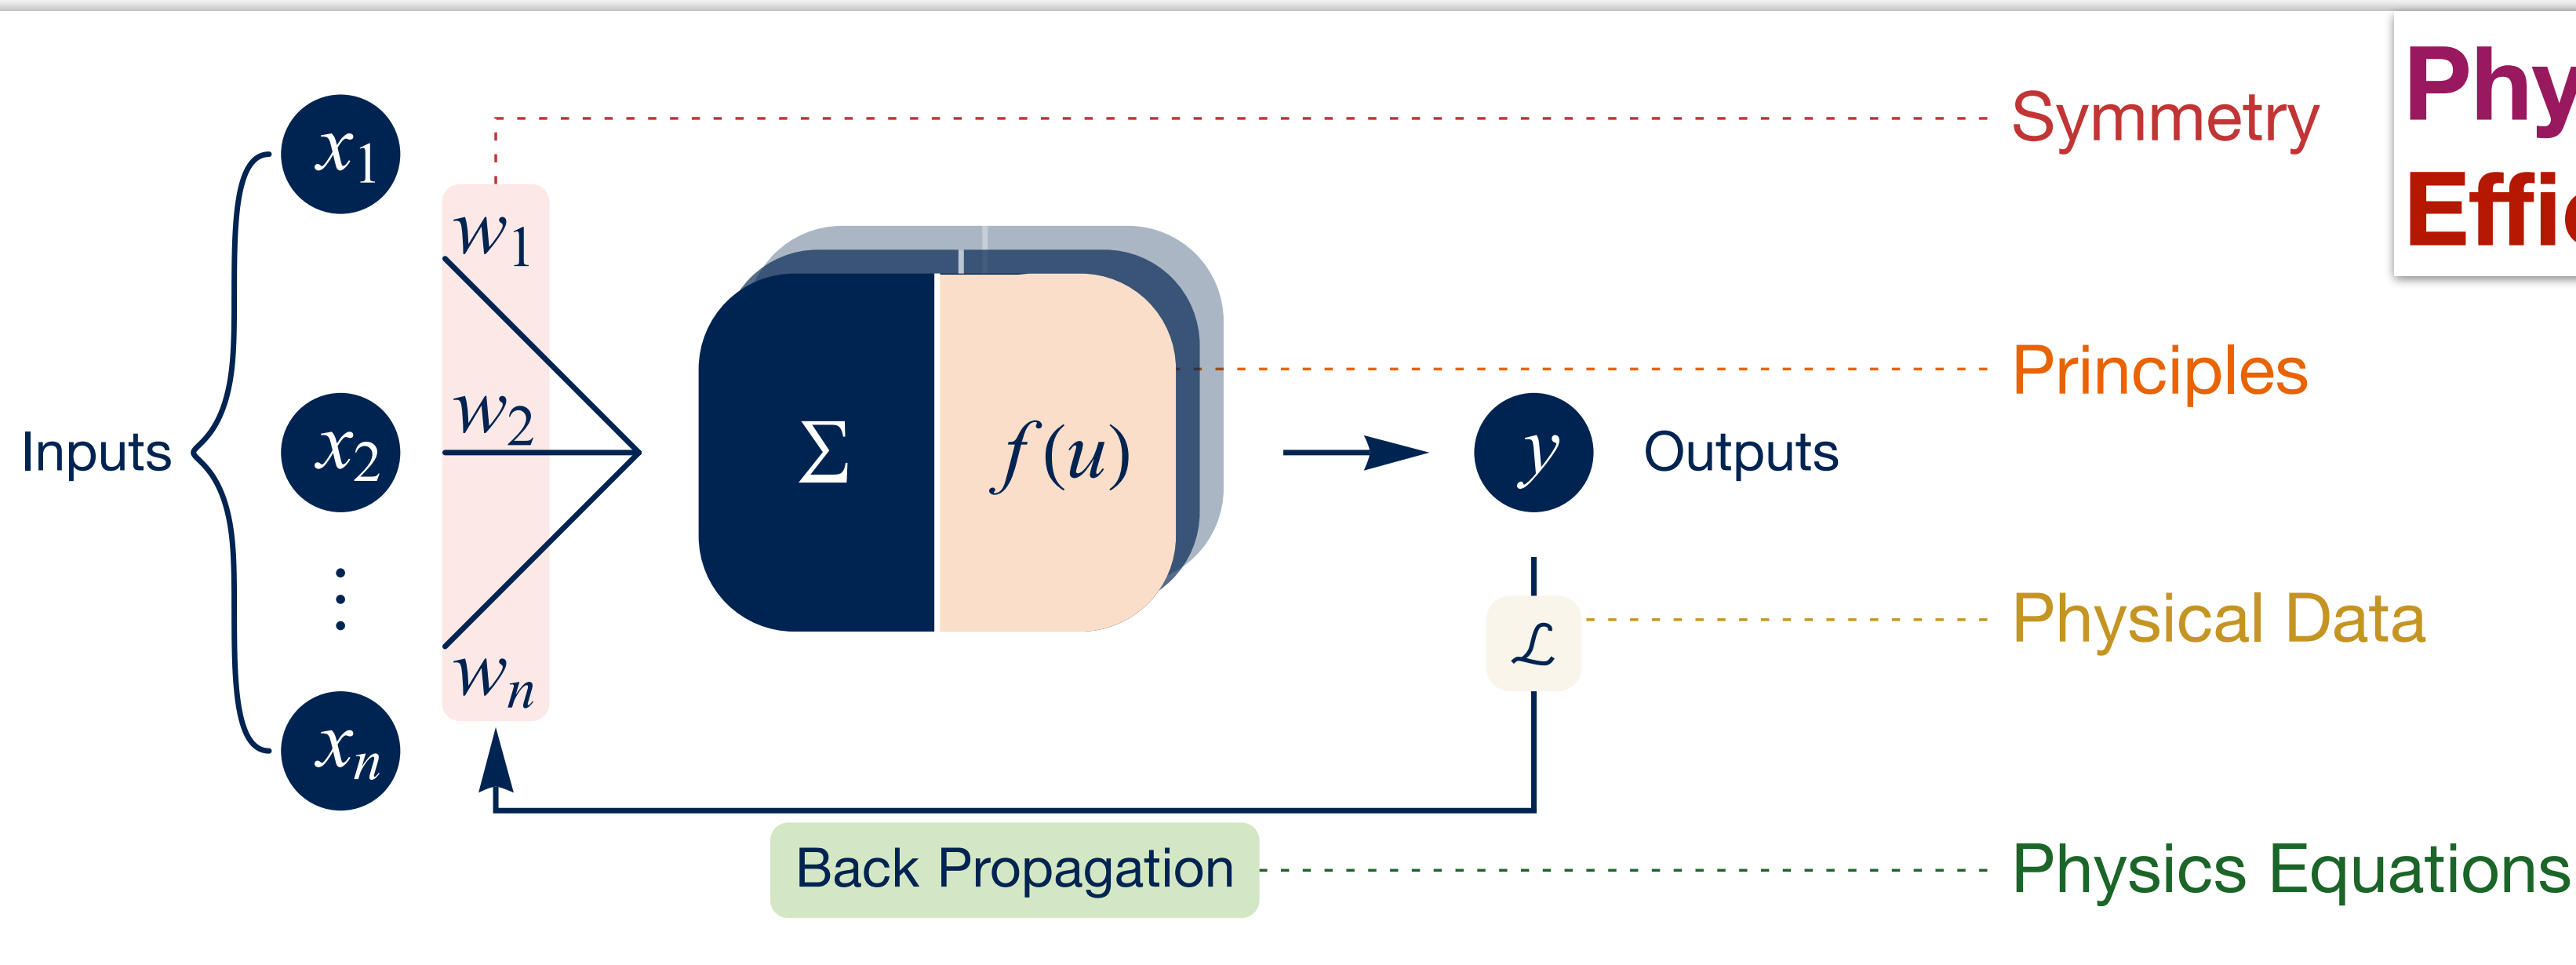 x1
Symmetry
Phy
Effi
w1
Principles
Inputs
x2
w2
Σ
f(u)
y
Outputs
Physical Data
ℒ
wn
xn
Back Propagation
Physics Equations